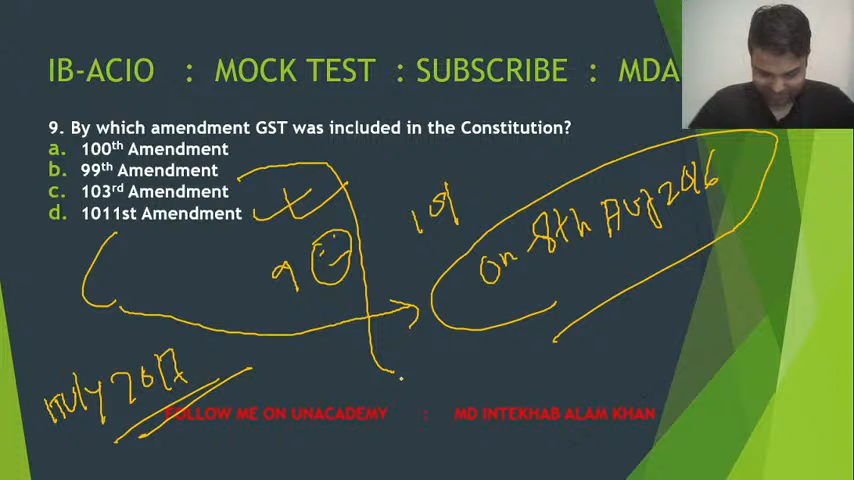 IB-ACIO : MOCK TEST : SUBSCRIBE : MDA
9. By which amendment GST was included in the Constitution?
a. 100th Amendment
b. 99th Amendment
c. 103rd Amendment
d. 1011st Amendment
101
on 8th Aug 2016
July 2017
FOLLOW ME ON UNACADEMY : MD INTEKHAB ALAM KHAN